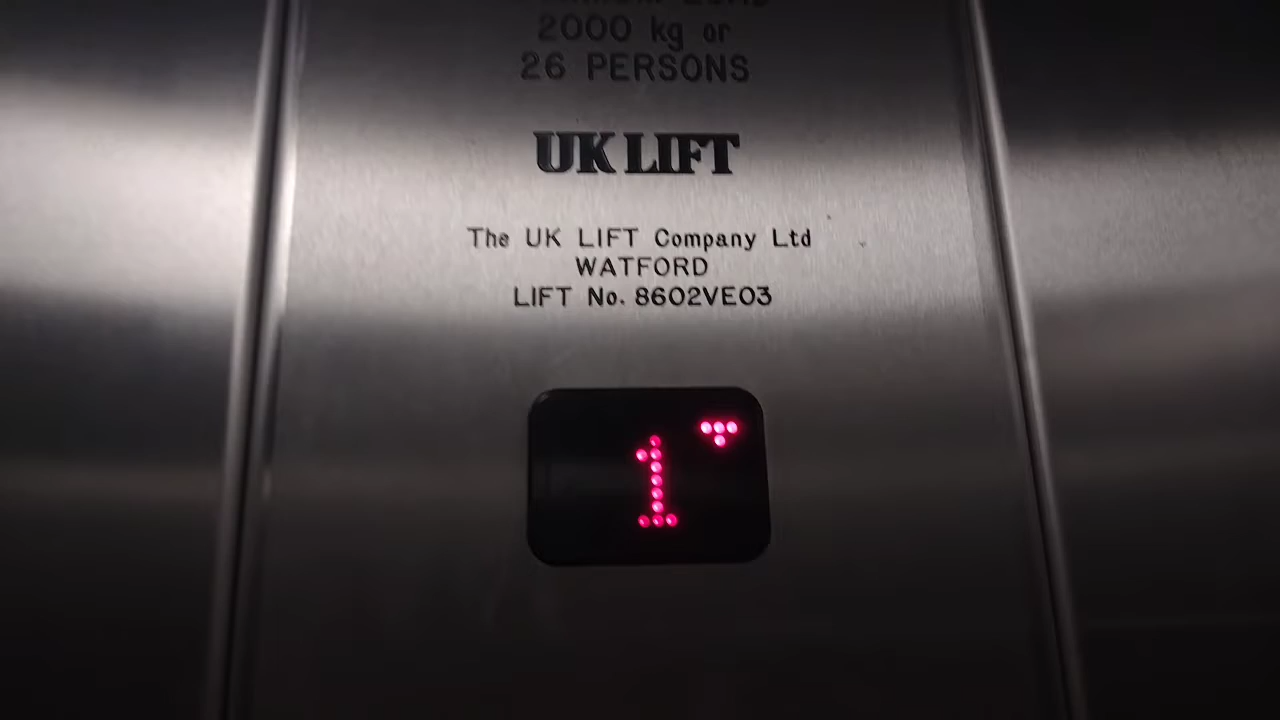 2000 kg or
26 PERSONS
UK LIFT
The UK LIFT Company Ltd
WATFORD
LIFT No. 8602VE03
1